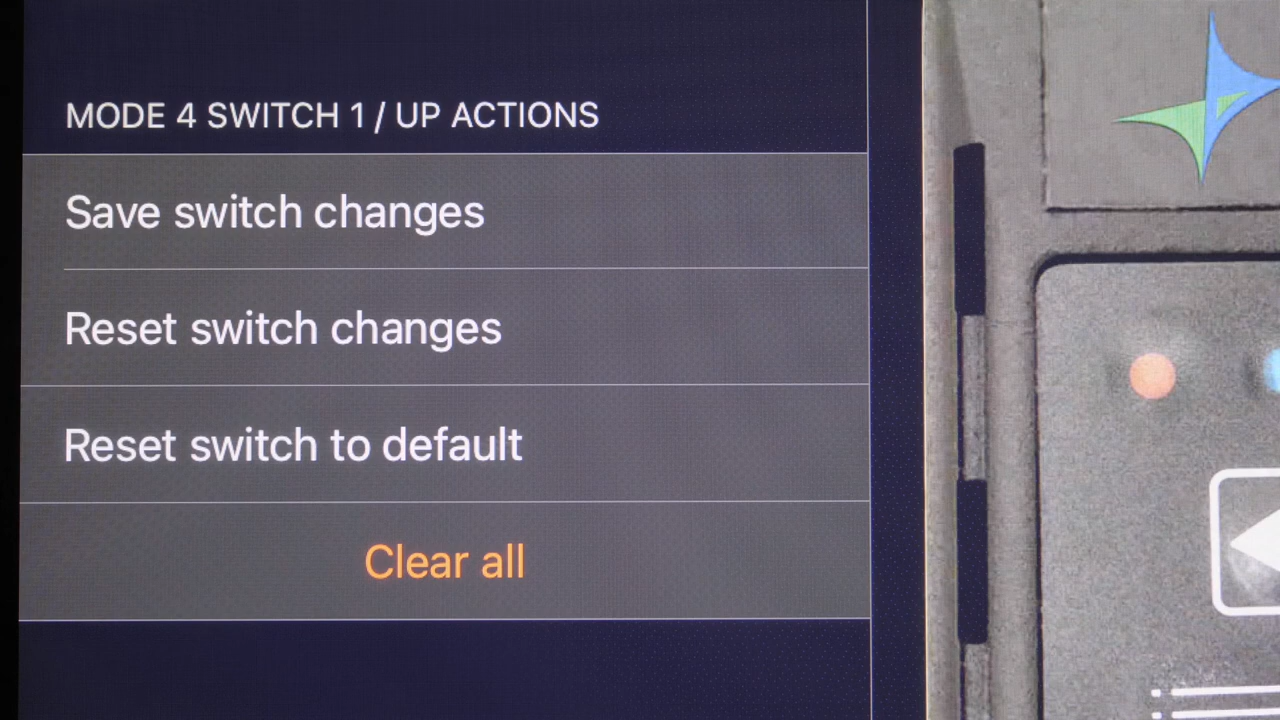 MODE 4 SWITCH 1 / UP ACTIONS
Save switch changes
Reset switch changes
Reset switch to default
Clear all